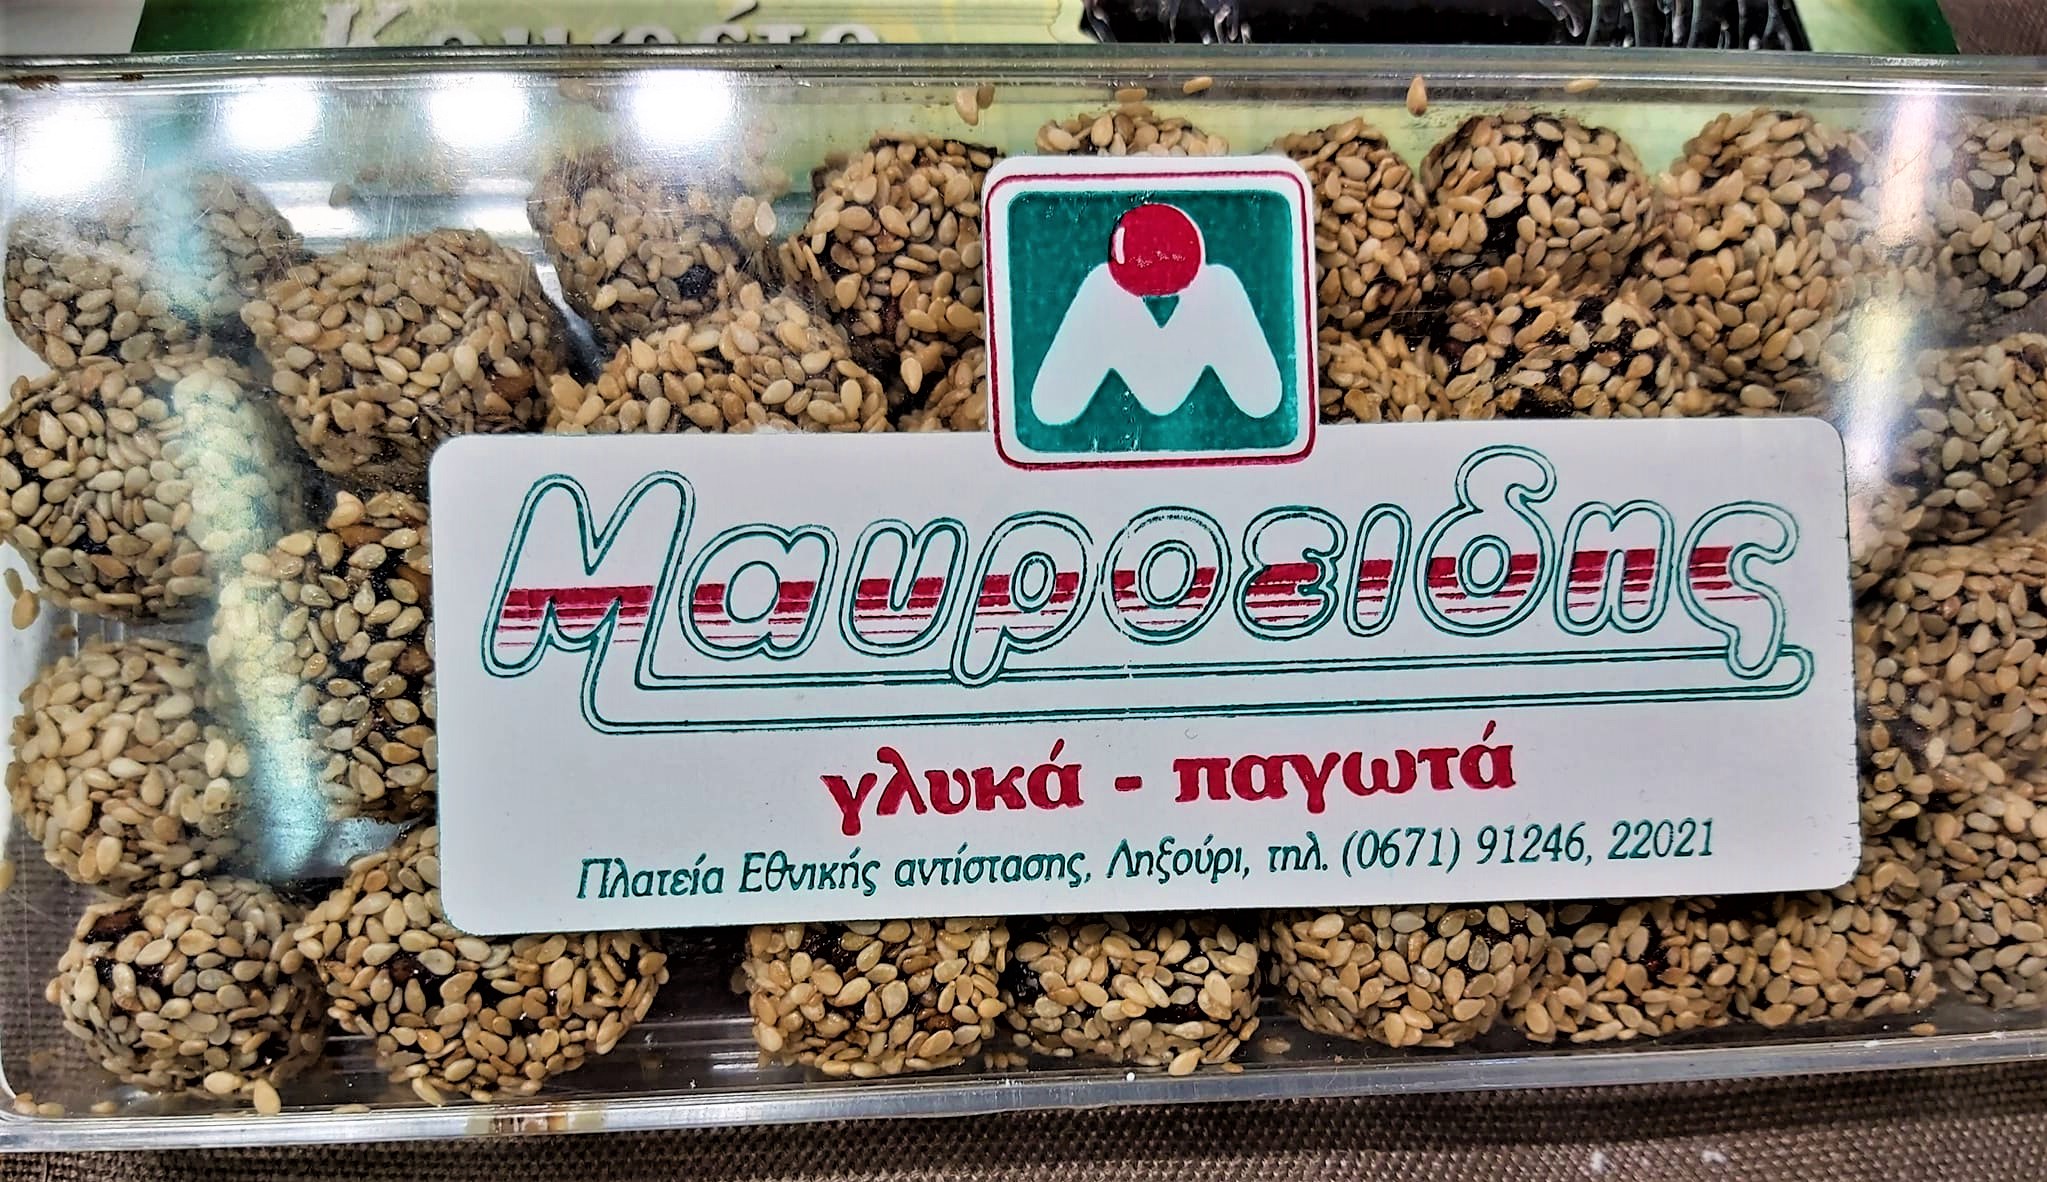 Μ
Μαυροειδης
γλυκά - παγωτά
Πλατεία Εθνικής αντίστασης, Ληξούρι, τηλ. (0671) 91246, 22021